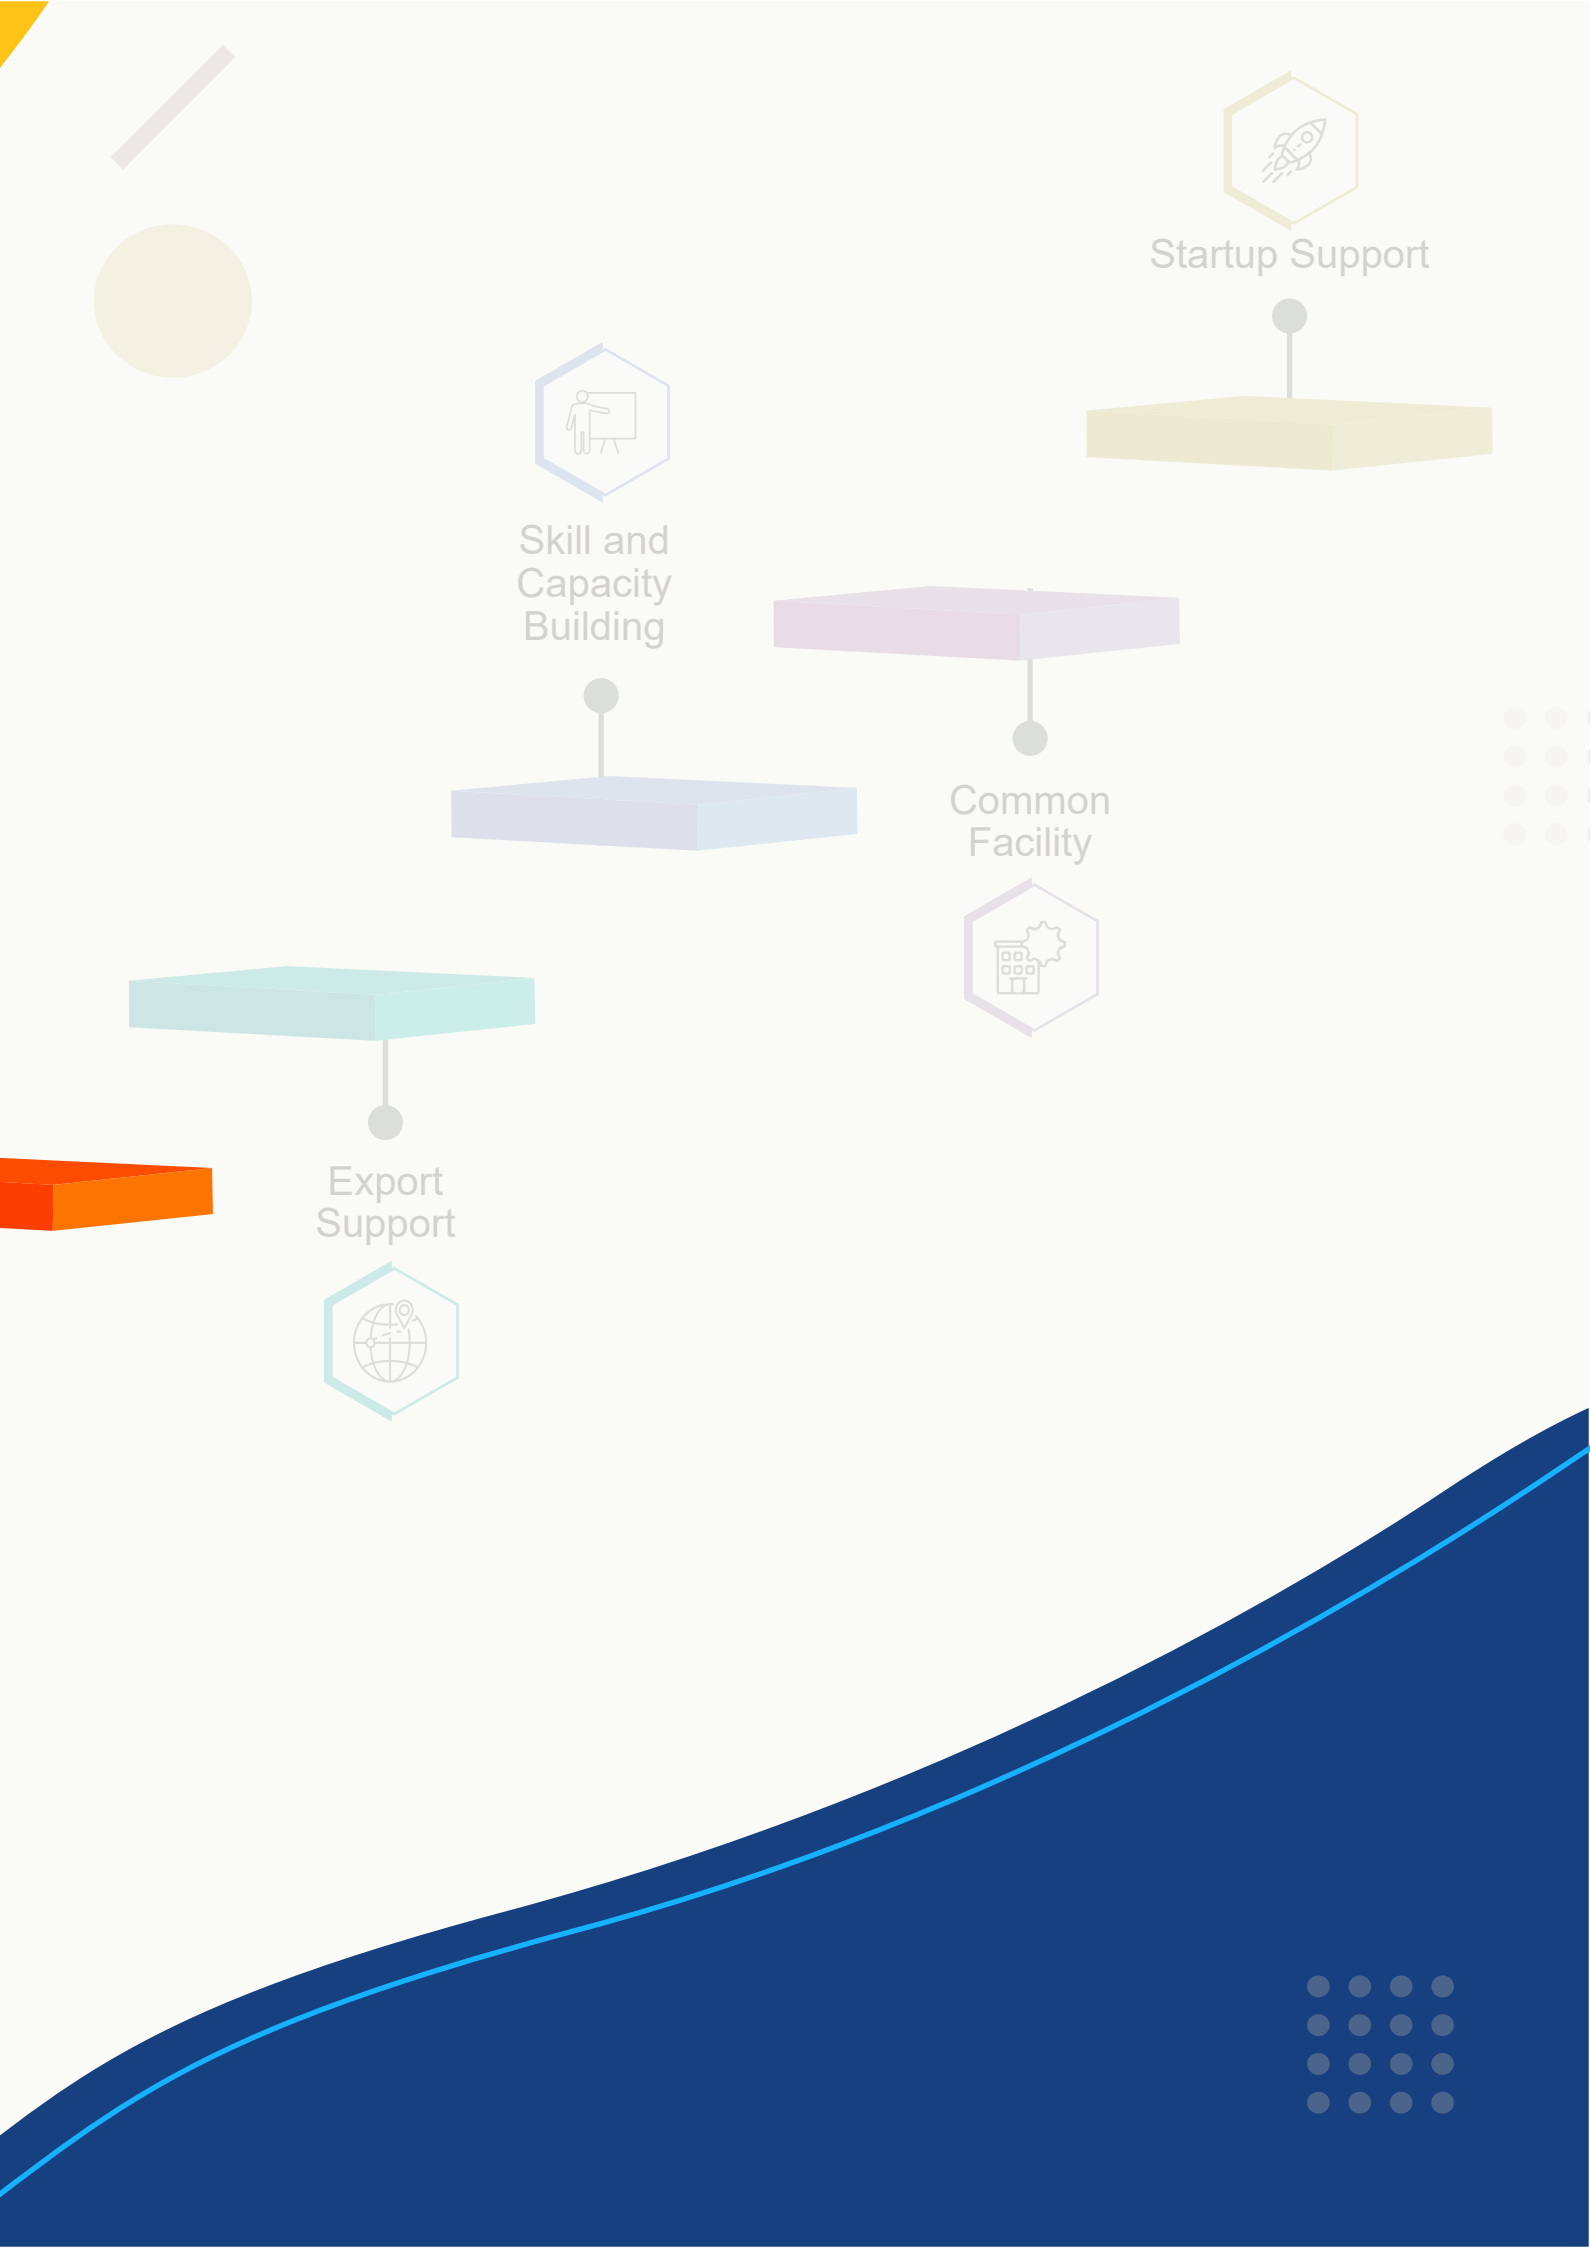 Startup Support
Skill and
Capacity
Building
Common
Facility
Export
Support